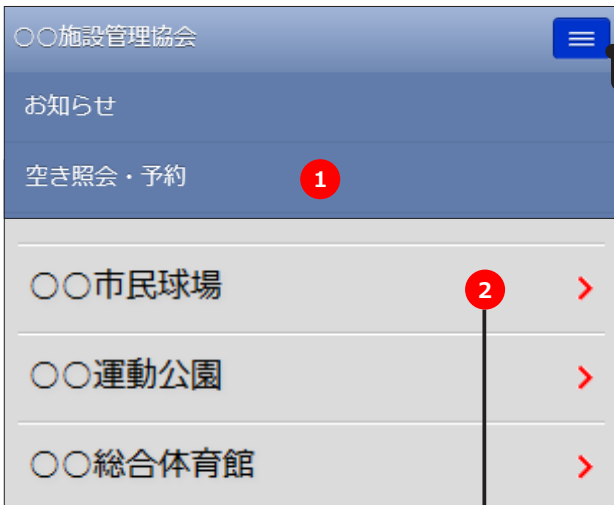 ○○施設管理協会
お知らせ
空き照会・予約 1
○○市民球場 2
○○運動公園
○○総合体育館